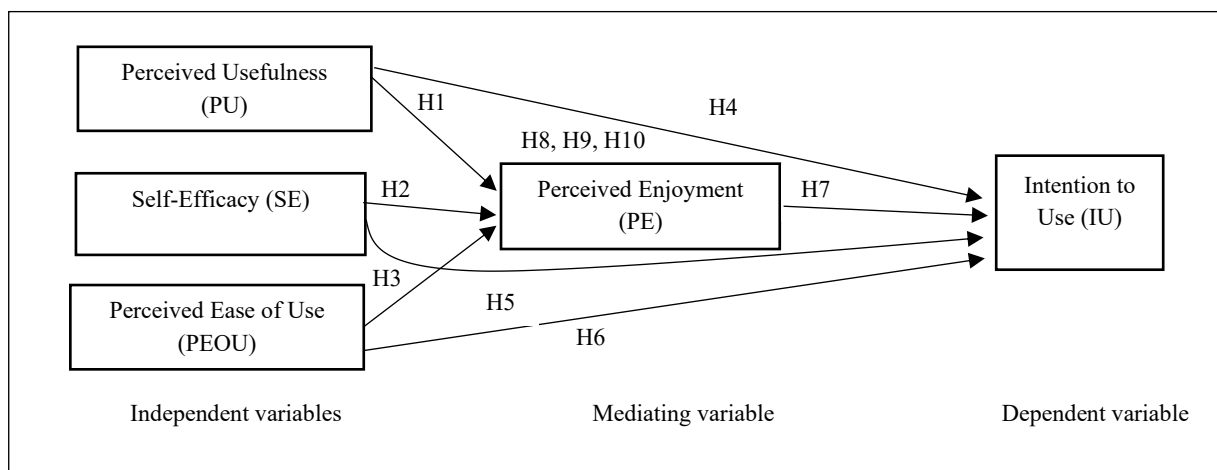 Perceived Usefulness
(PU)
H1
H4
H8, H9, H10
Self-Efficacy (SE)
H2
Perceived Enjoyment
(PE)
H7
Intention to
Use (IU)
H3
Perceived Ease of Use
(PEOU)
H5
H6
Independent variables
Mediating variable
Dependent variable